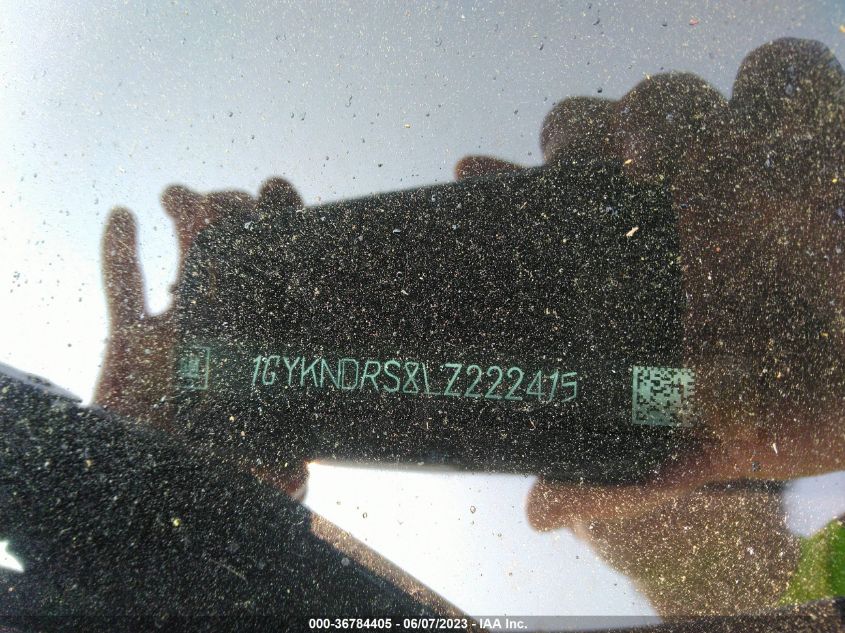 1GYKNDRS8LZ222415
000-36784405 - 06/07/2023 - IAA Inc.